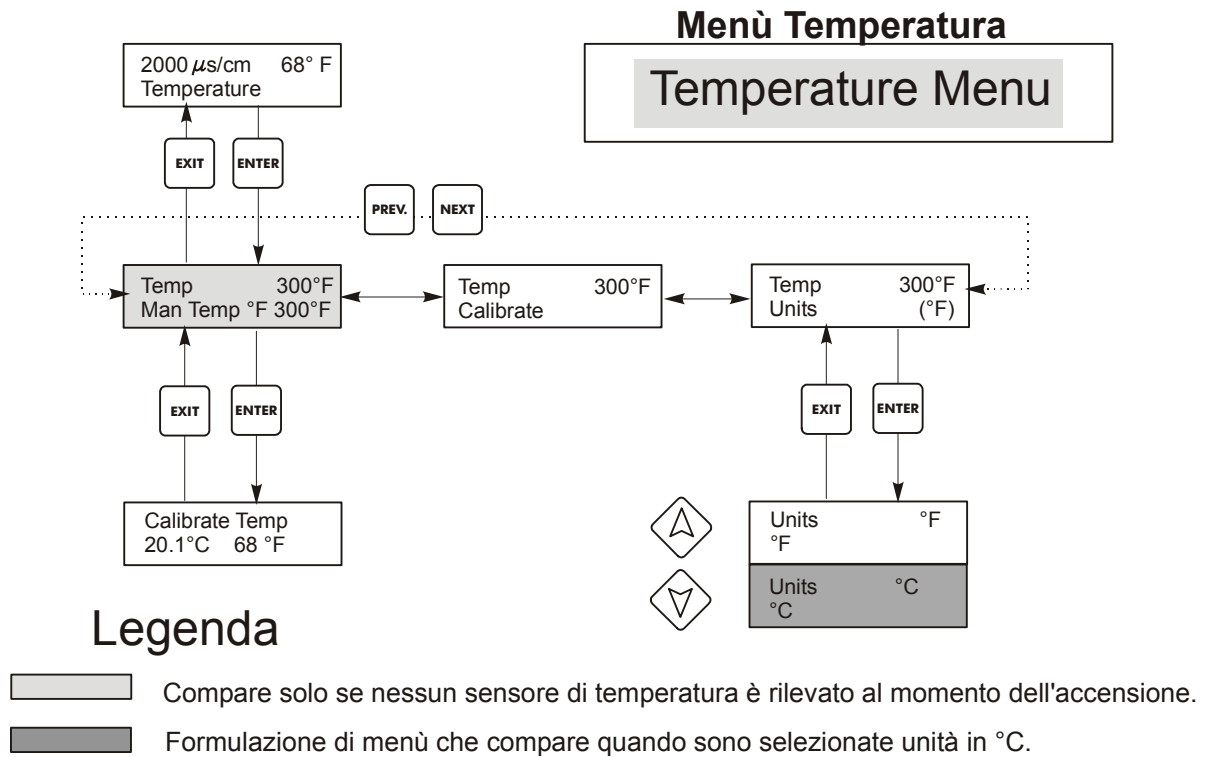 Menù Temperatura
Temperature Menu
2000 µs/cm 68° F
Temperature
EXIT
ENTER
PREV.
NEXT
Temp 300°F
Man Temp °F 300°F
Temp 300°F
Calibrate
Temp 300°F
Units (°F)
EXIT
ENTER
EXIT
ENTER
Calibrate Temp
20.1°C 68 °F
Units °F
°F
Units °C
°C
Legenda
Compare solo se nessun sensore di temperatura è rilevato al momento dell'accensione.
Formulazione di menù che compare quando sono selezionate unità in °C.